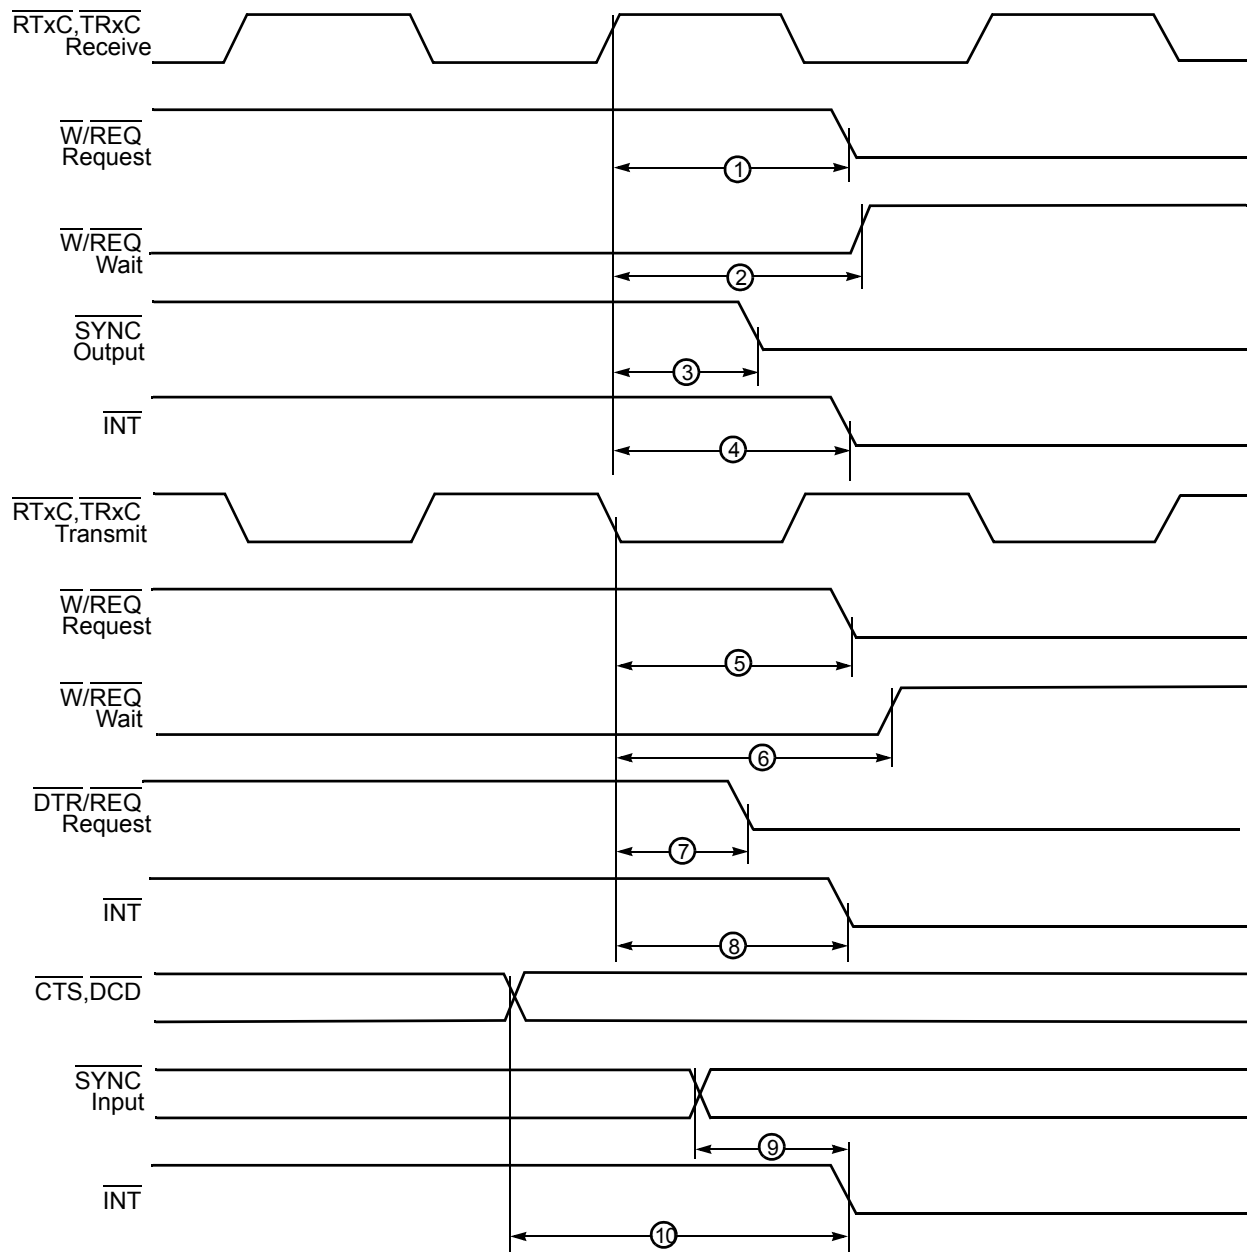 RTxC,TRxC
Receive
W/REQ
Request
1
W/REQ
Wait
2
SYNC
Output
3
INT
4
RTxC,TRxC
Transmit
W/REQ
Request
5
W/REQ
Wait
6
DTR/REQ
Request
7
INT
8
CTS,DCD
SYNC
Input
9
INT
10